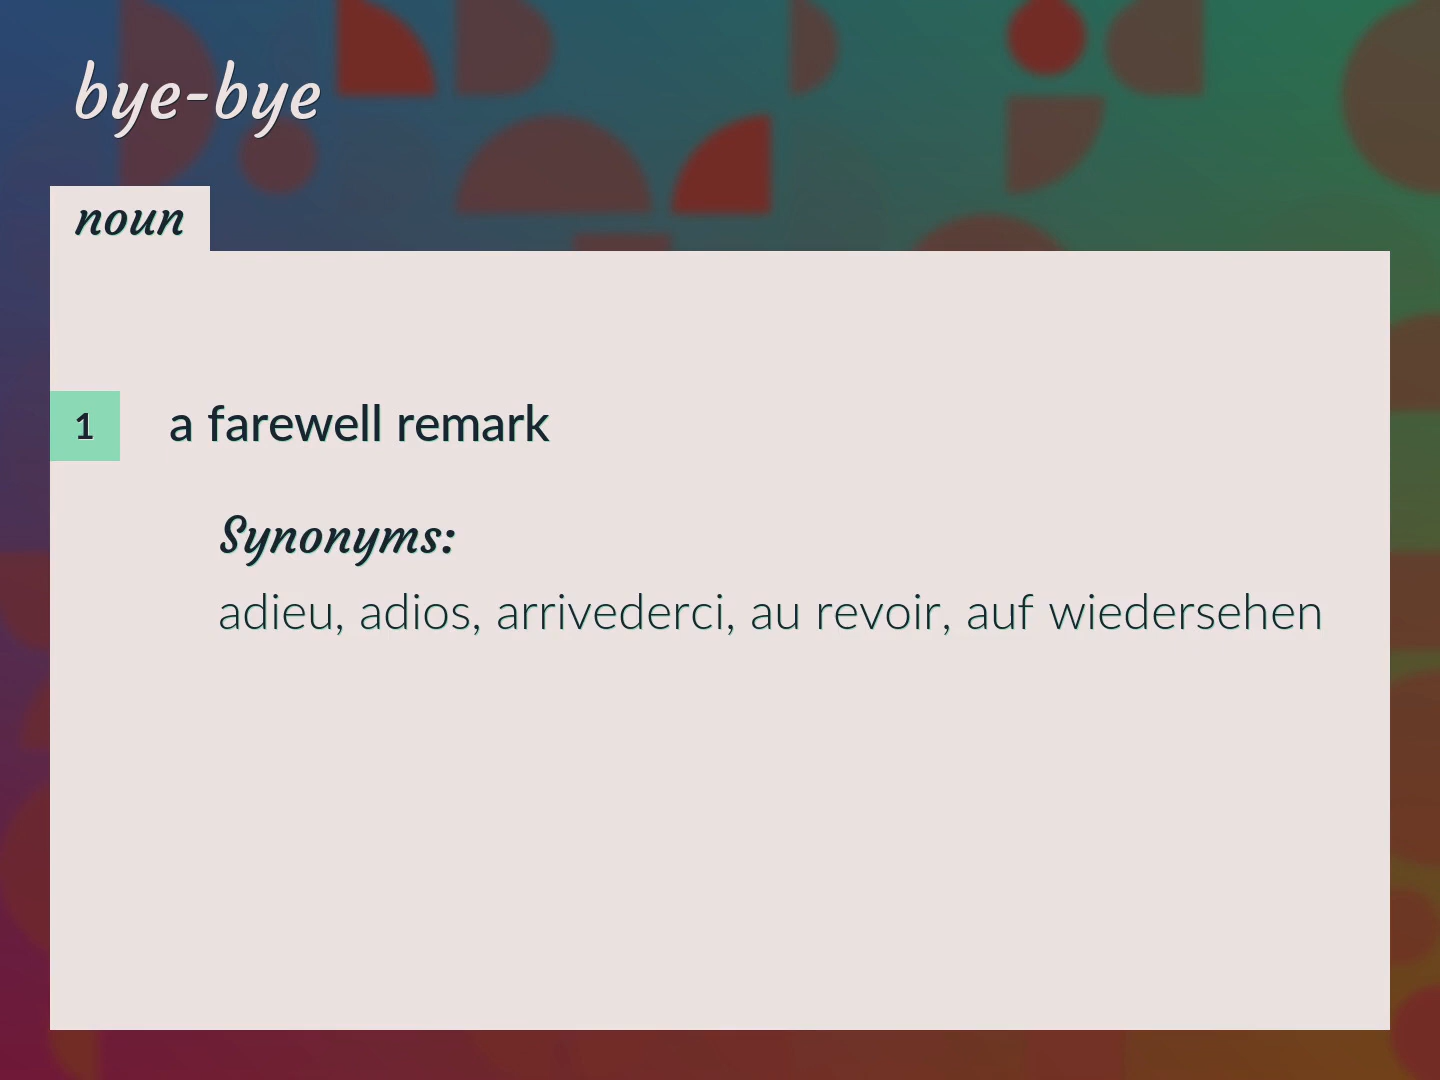 bye-bye
noun
1
a farewell remark
Synonyms:
adieu, adios, arrivederci, au revoir, auf wiedersehen